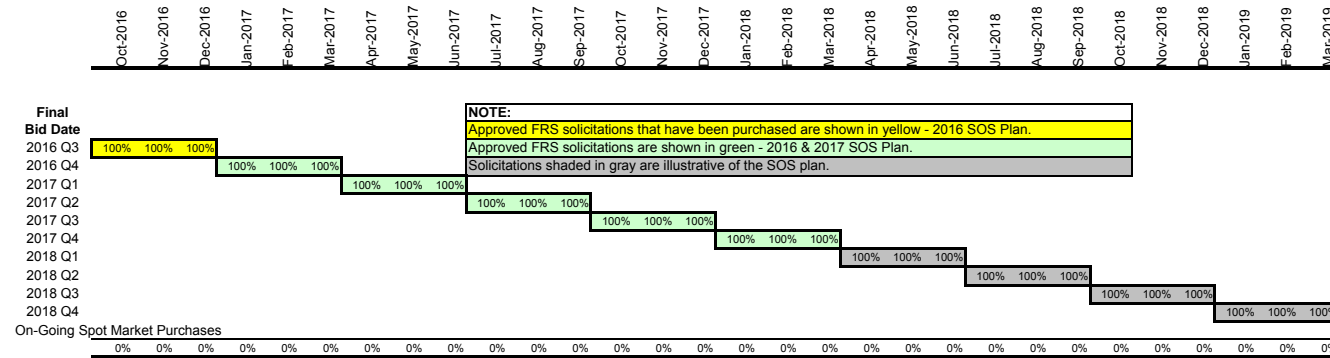 Oct-2016 Nov-2016 Dec-2016 Jan-2017 Feb-2017 Mar-2017 Apr-2017 May-2017 Jun-2017 Jul-2017 Aug-2017 Sep-2017 Oct-2017 Nov-2017 Dec-2017 Jan-2018 Feb-2018 Mar-2018 Apr-2018 May-2018 Jun-2018 Jul-2018 Aug-2018 Sep-2018 Oct-2018 Nov-2018 Dec-2018 Jan-2019 Feb-2019 Mar-2019
Final NOTE:
Bid Date Approved FRS solicitations that have been purchased are shown in yellow - 2016 SOS Plan.
2016 Q3 100% 100% 100% Approved FRS solicitations are shown in green - 2016 & 2017 SOS Plan.
2016 Q4 100% 100% 100% Solicitations shaded in gray are illustrative of the SOS plan.
2017 Q1 100% 100% 100%
2017 Q2 100% 100% 100%
2017 Q3 100% 100% 100%
2017 Q4 100% 100% 100%
2018 Q1 100% 100% 100%
2018 Q2 100% 100% 100%
2018 Q3 100% 100% 100%
2018 Q4 100% 100% 100%
On-Going Spot Market Purchases
0% 0% 0% 0% 0% 0% 0% 0% 0% 0% 0% 0% 0% 0% 0% 0% 0% 0% 0% 0% 0% 0% 0% 0% 0% 0% 0% 0% 0% 0%